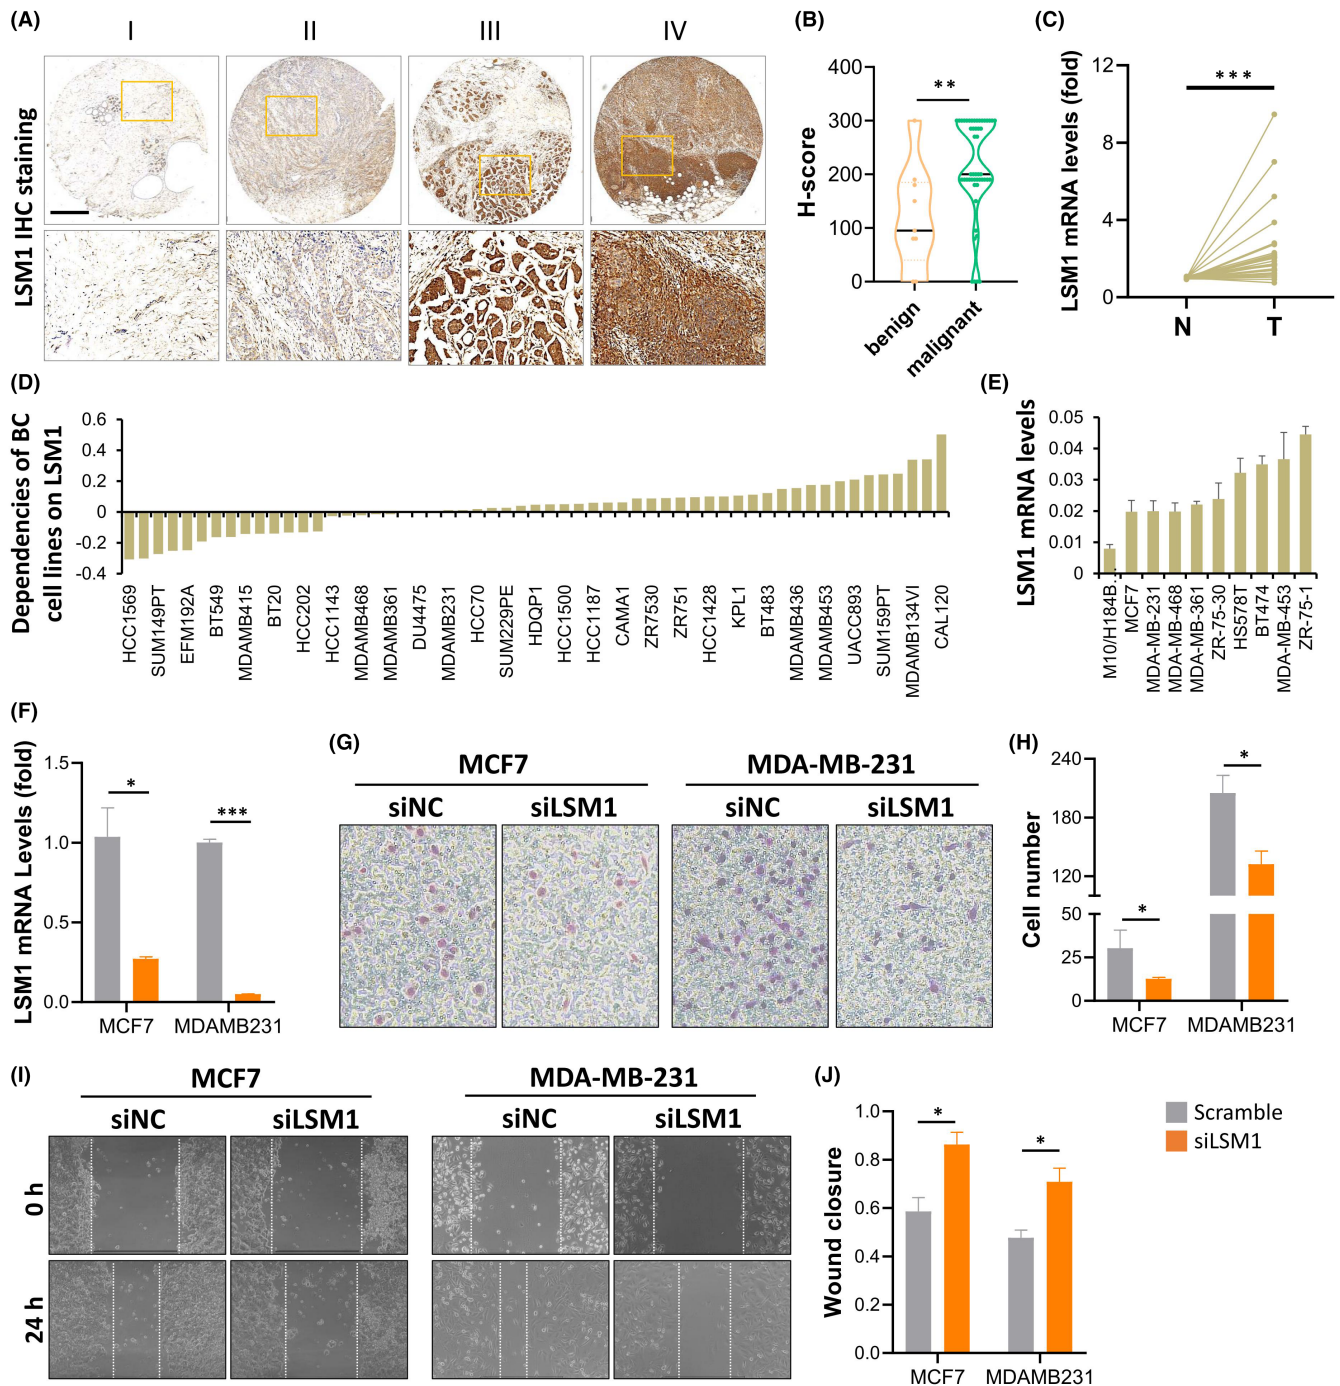 (A)
I II III IV
LSM1 IHC staining
(B)
H-score
400
300
200
100
0
**
benign
malignant
(C)
LSM1 mRNA levels (fold)
12
8
4
0
***
N T
(D)
Dependencies of BC
cell lines on LSM1
0.6
0.4
0.2
0
-0.2
-0.4
HCC1569
SUM149PT
EFM192A
BT549
MDAMB415
BT20
HCC202
HCC1143
MDAMB468
MDAMB361
DU4475
MDAMB231
HCC70
SUM229PE
HDQP1
HCC1500
HCC1187
CAMA1
ZR7530
ZR751
HCC1428
KPL1
BT483
MDAMB436
MDAMB453
UACC893
SUM159PT
MDAMB134VI
CAL120
(E)
LSM1 mRNA levels
0.05
0.04
0.03
0.02
0.01
0
M10/H184B...
MCF7
MDA-MB-231
MDA-MB-468
MDA-MB-361
ZR-75-30
HS578T
BT474
MDA-MB-453
ZR-75-1
(F)
LSM1 mRNA Levels (fold)
1.5
1.0
0.5
0.0
*
***
MCF7 MDAMB231
(G)
MCF7 MDA-MB-231
siNC siLSM1 siNC siLSM1
(H)
Cell number
240
180
120
50
25
0
*
*
MCF7 MDAMB231
(I)
MCF7 MDA-MB-231
siNC siLSM1 siNC siLSM1
0 h
24 h
(J)
Wound closure
1.0
0.8
0.6
0.4
0.2
0.0
*
*
MCF7 MDAMB231
Scramble
siLSM1